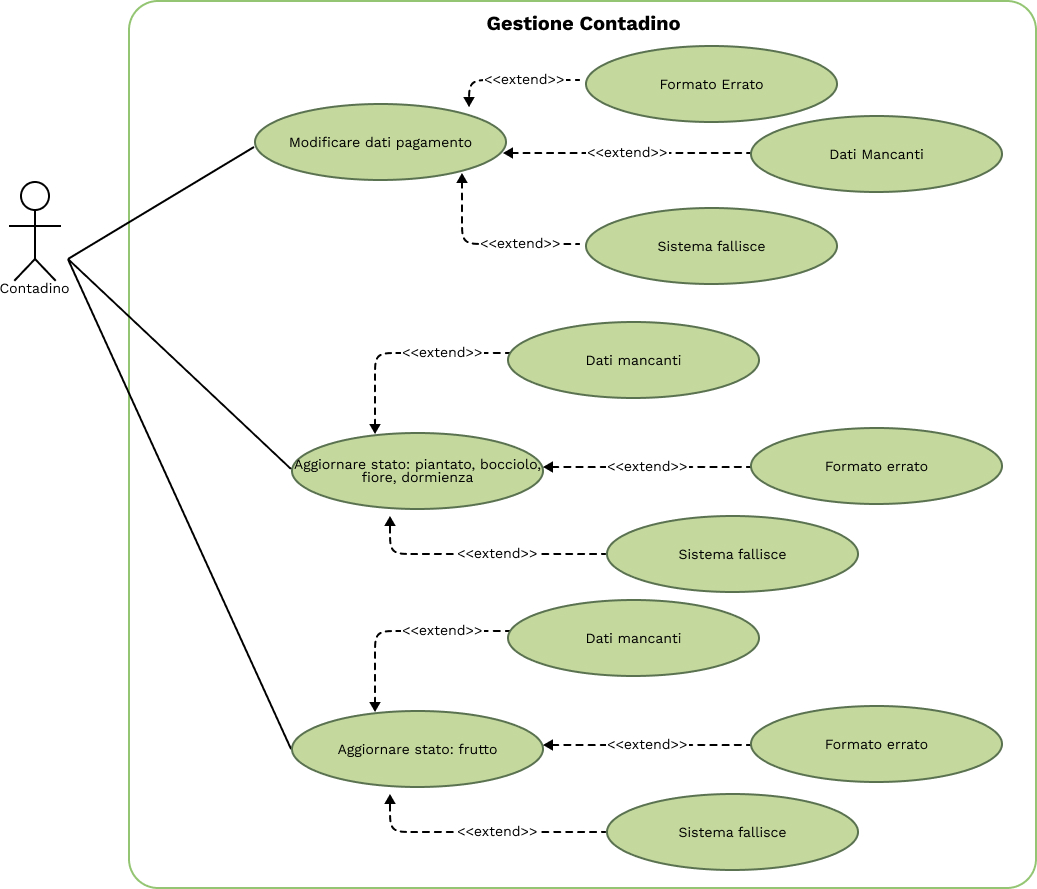 Gestione Contadino
<<extend>>
Formato Errato
Modificare dati pagamento
<<extend>>
Dati Mancanti
<<extend>>
Sistema fallisce
Contadino
<<extend>>
Dati mancanti
Aggiornare stato: piantato, bocciolo,
fiore, dormienza
<<extend>>
Formato errato
<<extend>>
Sistema fallisce
<<extend>>
Dati mancanti
Aggiornare stato: frutto
<<extend>>
Formato errato
<<extend>>
Sistema fallisce